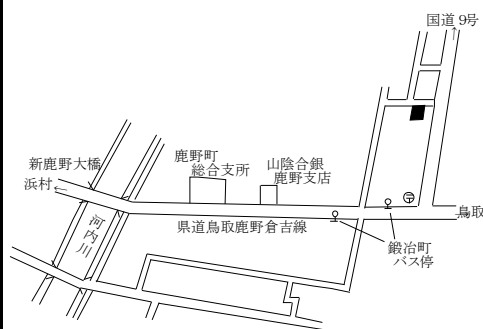 国道9号
↑
新鹿野大橋
浜村←
鹿野町
総合支所
山陰合銀
鹿野支店
鳥取
河内川
県道鳥取鹿野倉吉線
鍛冶町
バス停